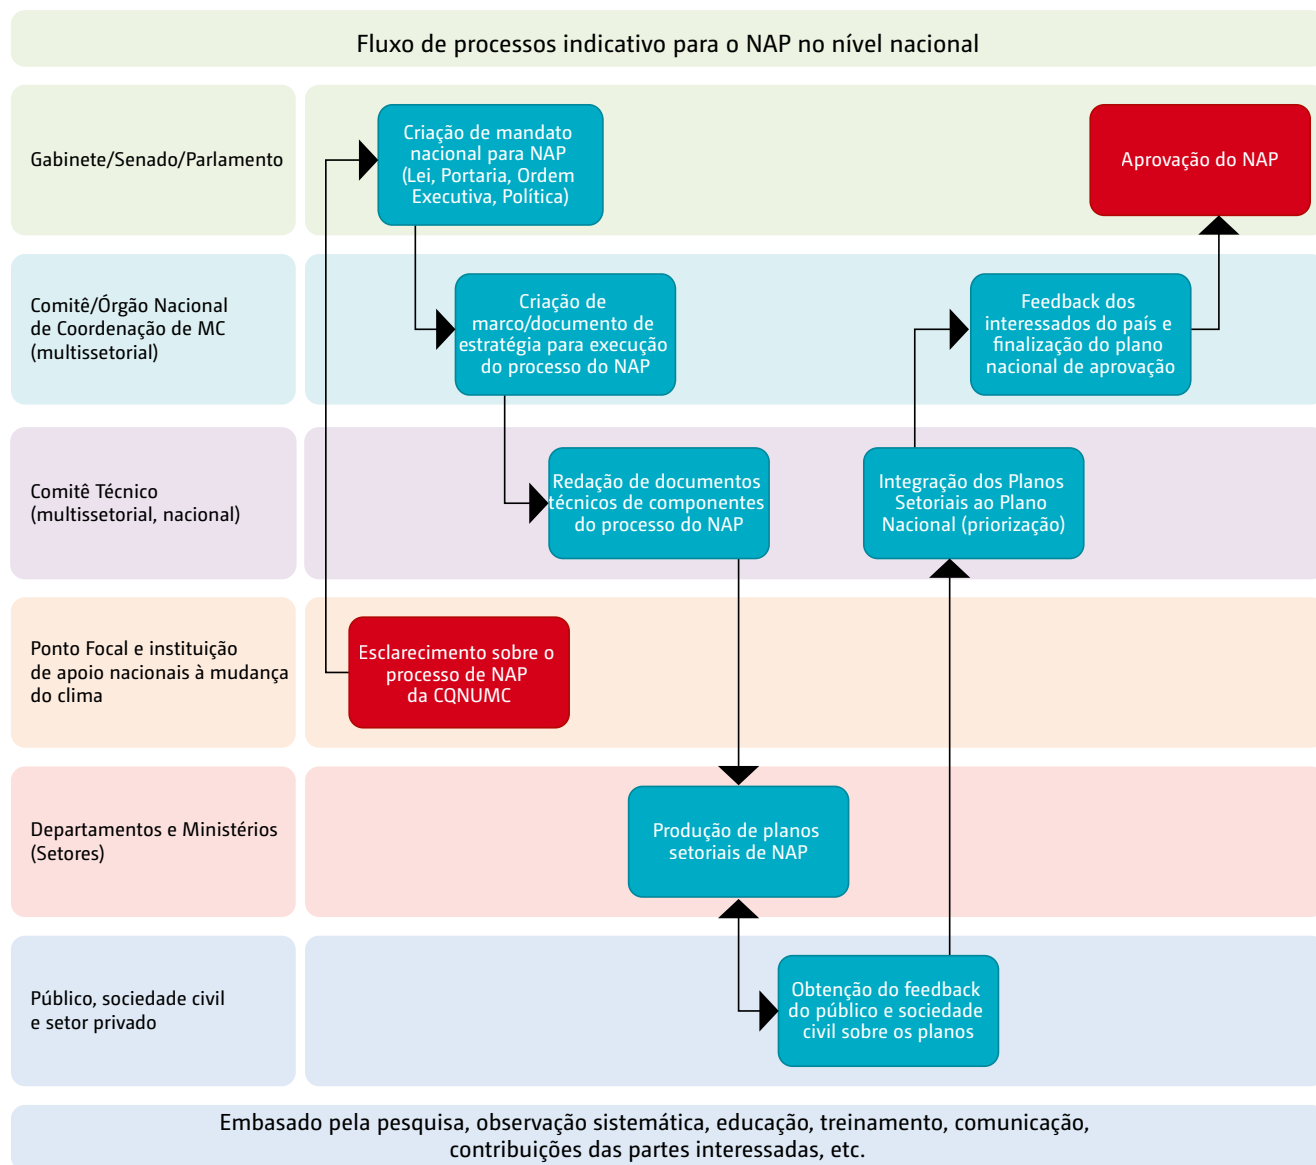 Fluxo de processos indicativo para o NAP no nível nacional
Gabinete/Senado/Parlamento
Criação de mandato
nacional para NAP
(Lei, Portaria, Ordem
Executiva, Política)
Aprovação do NAP
Comitê/Órgão Nacional
de Coordenação de MC
(multissetorial)
Criação de
marco/documento de
estratégia para execução
do processo do NAP
Feedback dos
interessados do país e
finalização do plano
nacional de aprovação
Comitê Técnico
(multissetorial, nacional)
Redação de documentos
técnicos de componentes
do processo do NAP
Integração dos Planos
Setoriais ao Plano
Nacional (priorização)
Ponto Focal e instituição
de apoio nacionais à mudança
do clima
Esclarecimento sobre o
processo de NAP
da CQNUMC
Departamentos e Ministérios
(Setores)
Produção de planos
setoriais de NAP
Público, sociedade civil
e setor privado
Obtenção do feedback
do público e sociedade
civil sobre os planos
Embasado pela pesquisa, observação sistemática, educação, treinamento, comunicação,
contribuições das partes interessadas, etc.